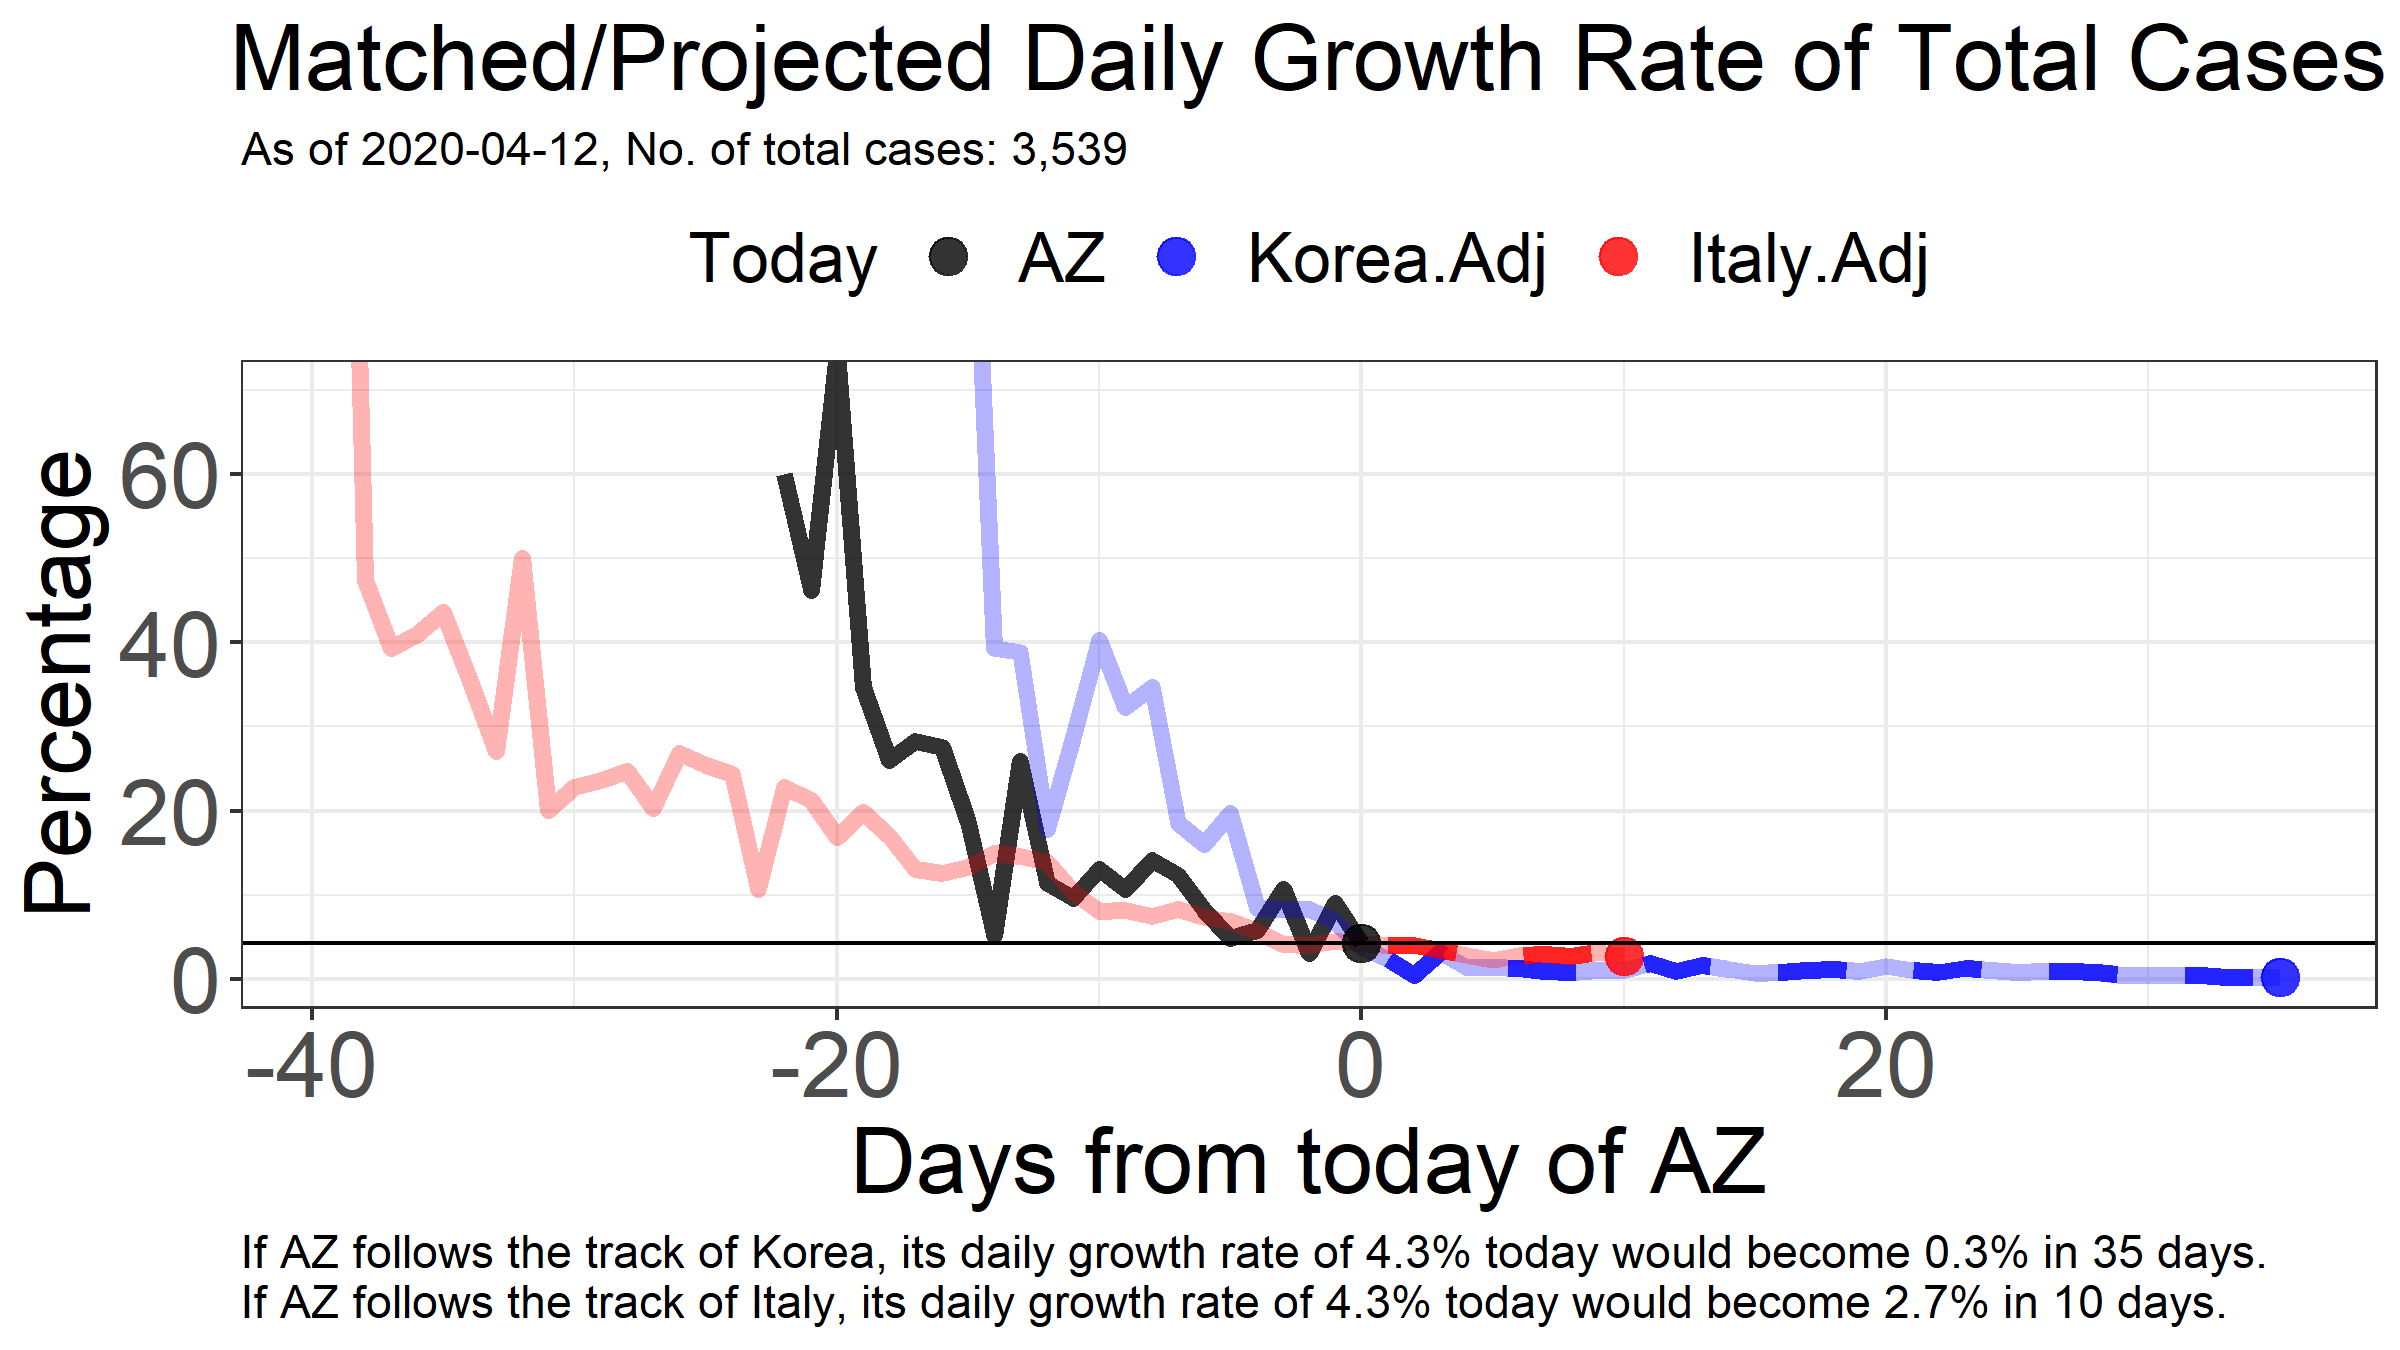 Matched/Projected Daily Growth Rate of Total Cases
As of 2020-04-12, No. of total cases: 3,539
Today AZ Korea.Adj Italy.Adj
Percentage
60
40
20
0
-40 -20 0 20
Days from today of AZ
If AZ follows the track of Korea, its daily growth rate of 4.3% today would become 0.3% in 35 days.
If AZ follows the track of Italy, its daily growth rate of 4.3% today would become 2.7% in 10 days.